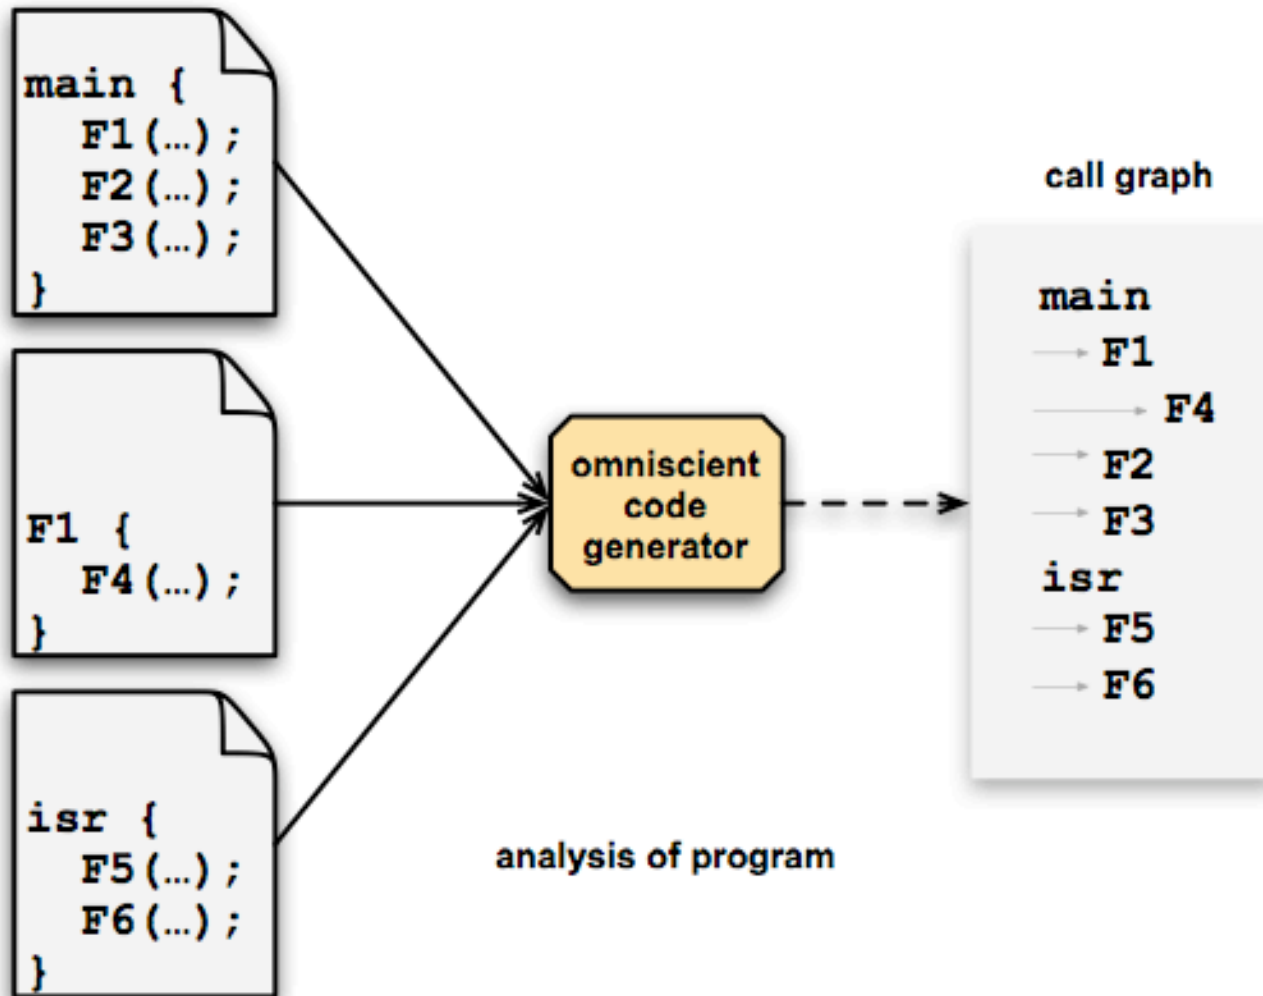 main {
F1(…);
F2(…);
F3(…);
}
F1 {
F4(…);
}
isr {
F5(…);
F6(…);
}
omniscient
code
generator
analysis of program
call graph
main
F1
F4
F2
F3
isr
F5
F6